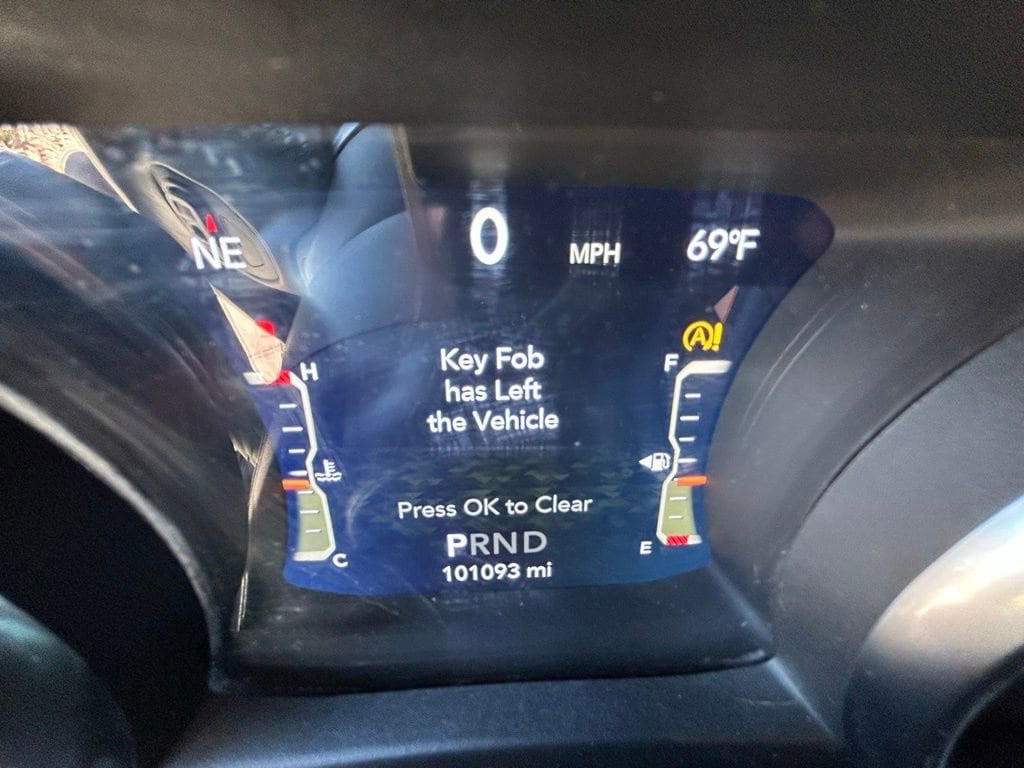 NE
0 MPH 69°F
A!
H
F
Key Fob
has Left
the Vehicle
Press OK to Clear
C
E
PRND
101093 mi